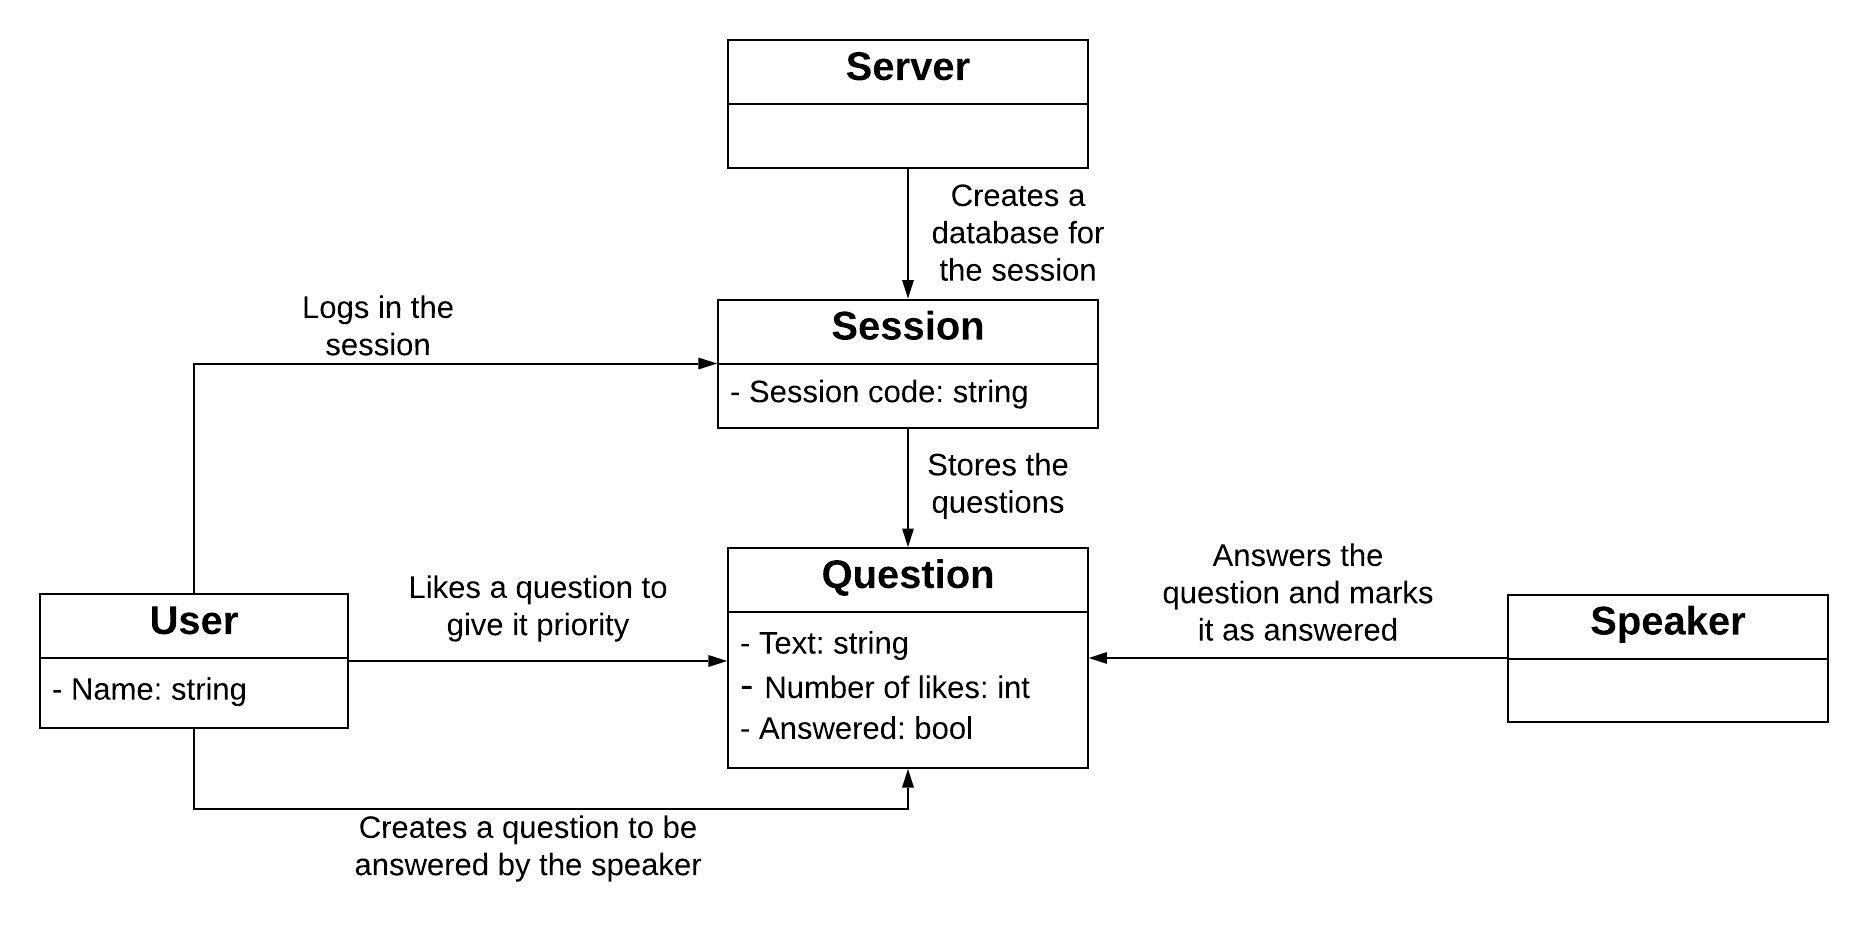 Server
Creates a
database for
the session
Logs in the
session
Session
- Session code: string
Stores the
questions
Likes a question to
give it priority
Question
- Text: string
- Number of likes: int
- Answered: bool
Answers the
question and marks
it as answered
Speaker
User
- Name: string
Creates a question to be
answered by the speaker